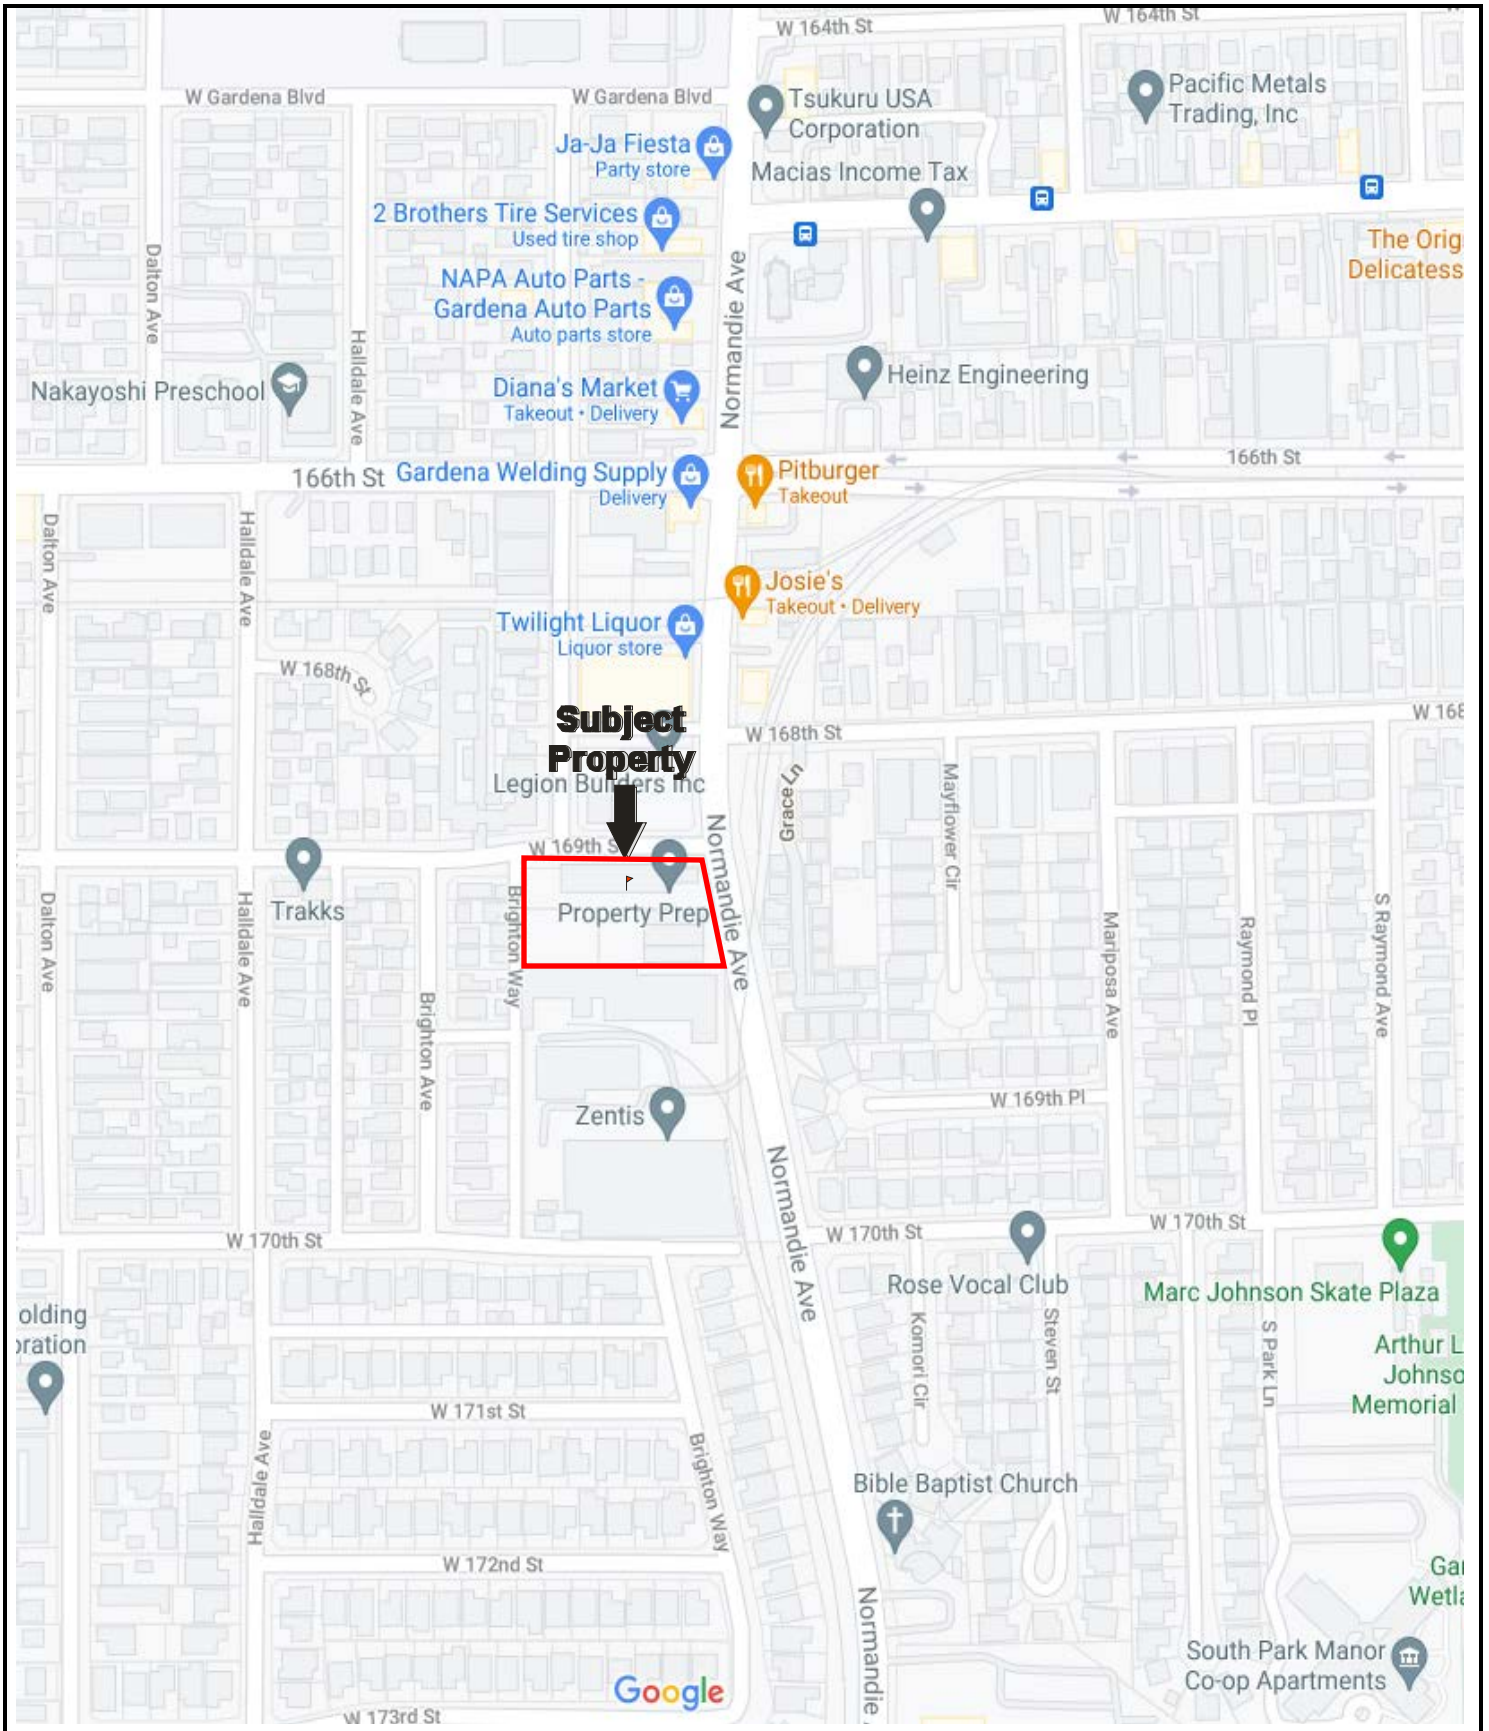 W 164th St
W 164th St
W Gardena Blvd
W Gardena Blvd
Tsukuru USA
Corporation
Pacific Metals
Trading, Inc
Ja-Ja Fiesta
Party store
Macias Income Tax
2 Brothers Tire Services
Used tire shop
The Orig
Delicatess
Dalton Ave
Normandie Ave
NAPA Auto Parts -
Gardena Auto Parts
Auto parts store
Halldale Ave
Nakayoshi Preschool
Diana's Market
Takeout • Delivery
Heinz Engineering
166th St
Gardena Welding Supply
Delivery
Pitburger
Takeout
166th St
Dalton Ave
Halldale Ave
Josie's
Takeout • Delivery
Twilight Liquor
Liquor store
W 168th St
Subject
Property
W 168th St
W 168
Legion Builders Inc
Grace Ln
Mayflower Cir
W 169th S
Normandie Ave
Trakks
Property Prep
Dalton Ave
Halldale Ave
Brighton Way
Brighton Ave
Mariposa Ave
Raymond Pl
S Raymond Ave
Zentis
W 169th Pl
Normandie Ave
W 170th St
W 170th St
W 170th St
Rose Vocal Club
Marc Johnson Skate Plaza
olding
oration
Komori Cir
Steven St
S Park Ln
Arthur L
Johnso
Memorial
W 171st St
Halldale Ave
Brighton Way
Bible Baptist Church
W 172nd St
Gar
Wetla
Normandie
South Park Manor
Co-op Apartments
Google
W 173rd St